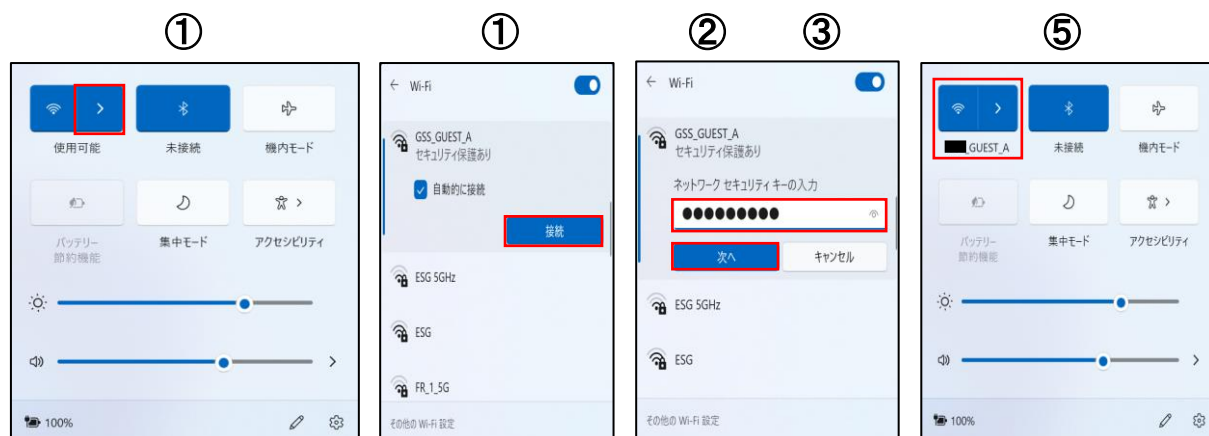 ①
使用可能
未接続
機内モード
バッテリー
節約機能
集中モード
アクセシビリティ
100%
①
Wi-Fi
GSS_GUEST_A
セキュリティ保護あり
自動的に接続
接続
ESG 5GHz
ESG
FR_1_5G
その他の Wi-Fi 設定
② ③
Wi-Fi
GSS_GUEST_A
セキュリティ保護あり
ネットワーク セキュリティ キーの入力
●●●●●●●●●
次へ キャンセル
ESG 5GHz
ESG
その他の Wi-Fi 設定
⑤
_GUEST_A
未接続
機内モード
バッテリー
節約機能
集中モード
アクセシビリティ
100%